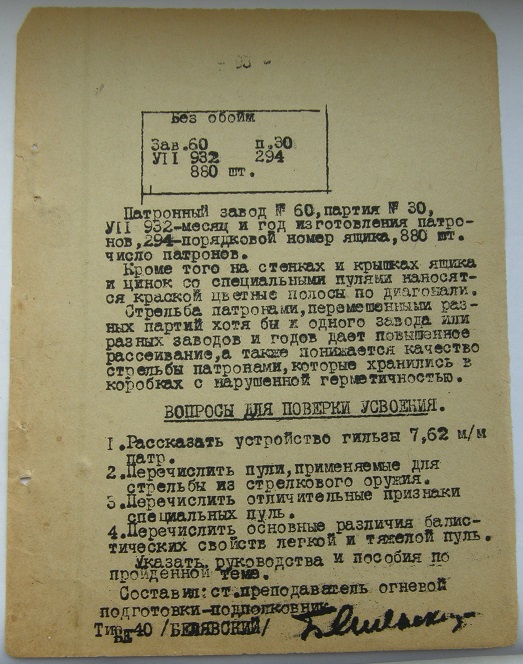 - 93 -
Без обойм
Зав.60 п.30
УII 932 294
880 шт.
Патронный завод № 60,партия № 30,
УII 932-месяц и год изготовления патро-
нов,294-порядковой номер ящика,880 шт.
число патронов.
Кроме того на стенках и крышках ящика
и цинок со специальными пулями наносят-
ся краской цветные полосы по диагонали.
Стрельба патронами,перемешенными раз-
ных партий хотя бы и одного завода или
разных заводов и годов дает повышенное
рассеивание,а также понижается качество
стрельбы патронами,которые хранились в
коробках с нарушенной герметичностью.
ВОПРОСЫ ДЛЯ ПОВЕРКИ УСВОЕНИЯ.
1.Рассказать устройство гильзы 7,62 м/м
патр.
2.Перечислить пули,применяемые для
стрельбы из стрелкового оружия.
3.Перечислить отличительные признаки
специальных пуль.
4.Перечислить основные различия балис-
тических свойств легкой и тяжелой пуль.
Указать руководства и пособия по
пройденной теме.
Составил:ст.преподаватель огневой
подготовки-подполковник
Тир.40 /БЕЛЯВСКИЙ/